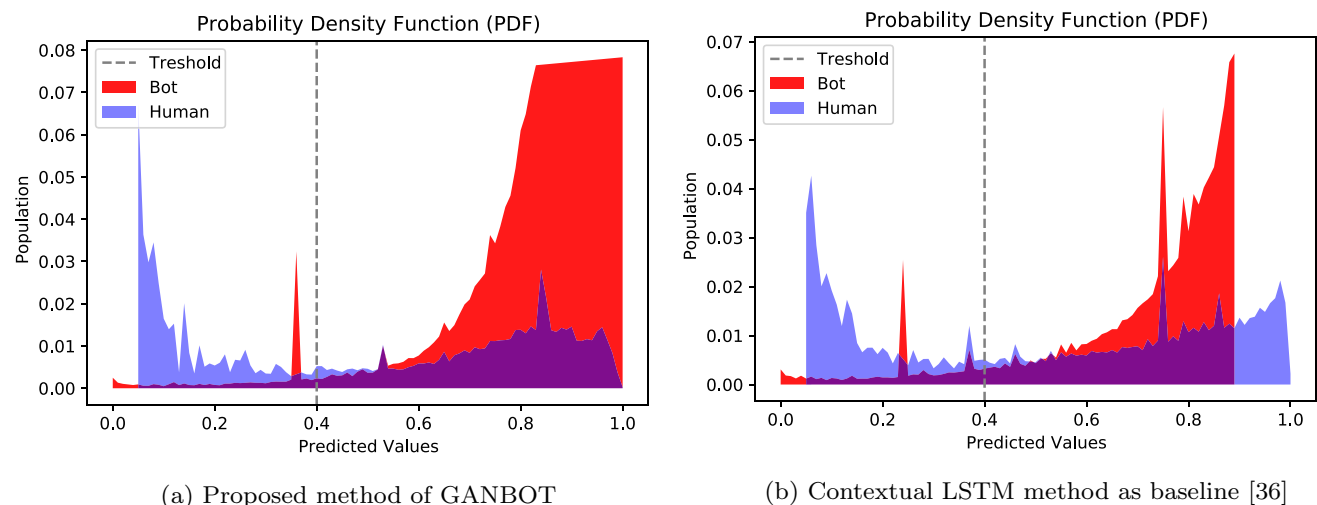 Probability Density Function (PDF)
Treshold
Bot
Human
0.08
0.07
0.06
0.05
0.04
0.03
0.02
0.01
0.00
Population
0.0 0.2 0.4 0.6 0.8 1.0
Predicted Values
(a) Proposed method of GANBOT
Probability Density Function (PDF)
Treshold
Bot
Human
0.07
0.06
0.05
0.04
0.03
0.02
0.01
0.00
Population
0.0 0.2 0.4 0.6 0.8 1.0
Predicted Values
(b) Contextual LSTM method as baseline [36]